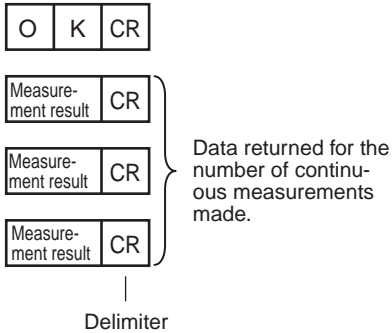 O K CR
Measure-
ment result CR
Measure-
ment result CR
Measure-
ment result CR
Data returned for the
number of continu-
ous measurements
made.
Delimiter